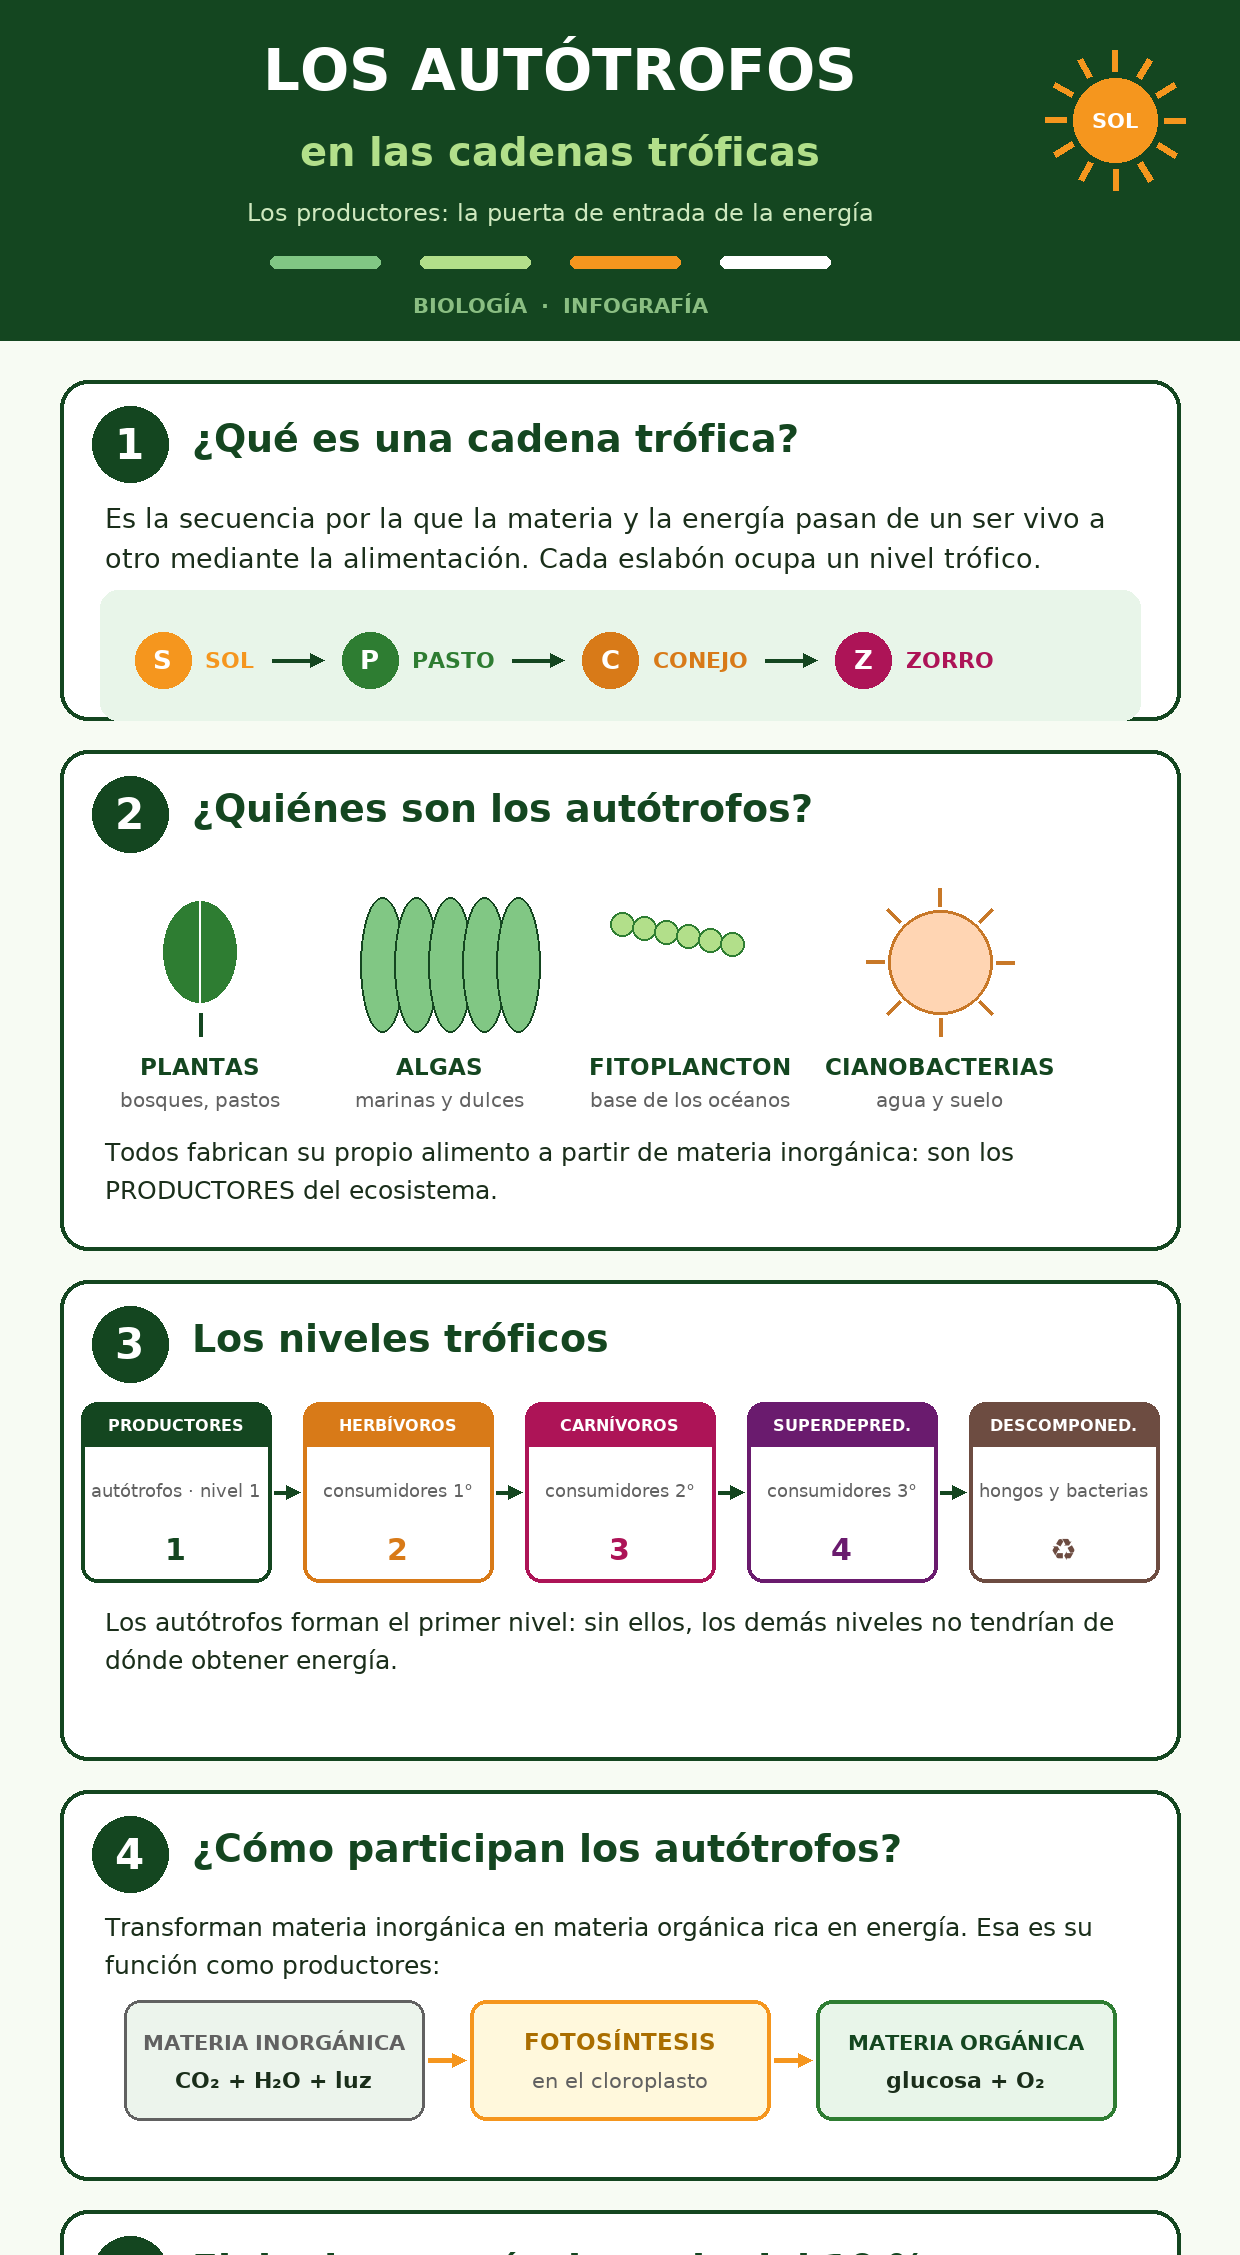 LOS AUTÓTROFOS
en las cadenas tróficas
Los productores: la puerta de entrada de la energía
BIOLOGÍA · INFOGRAFÍA
SOL
1 ¿Qué es una cadena trófica?
Es la secuencia por la que la materia y la energía pasan de un ser vivo a
otro mediante la alimentación. Cada eslabón ocupa un nivel trófico.
S SOL P PASTO C CONEJO Z ZORRO
2 ¿Quiénes son los autótrofos?
PLANTAS ALGAS FITOPLANCTON CIANOBACTERIAS
bosques, pastos marinas y dulces base de los océanos agua y suelo
Todos fabrican su propio alimento a partir de materia inorgánica: son los
PRODUCTORES del ecosistema.
3 Los niveles tróficos
PRODUCTORES HERBÍVOROS CARNÍVOROS SUPERDEPRED. DESCOMPONED.
autótrofos · nivel 1 consumidores 1° consumidores 2° consumidores 3° hongos y bacterias
1 2 3 4 ♻
Los autótrofos forman el primer nivel: sin ellos, los demás niveles no tendrían de
dónde obtener energía.
4 ¿Cómo participan los autótrofos?
Transforman materia inorgánica en materia orgánica rica en energía. Esa es su
función como productores:
MATERIA INORGÁNICA FOTOSÍNTESIS MATERIA ORGÁNICA
CO₂ + H₂O + luz en el cloroplasto glucosa + O₂